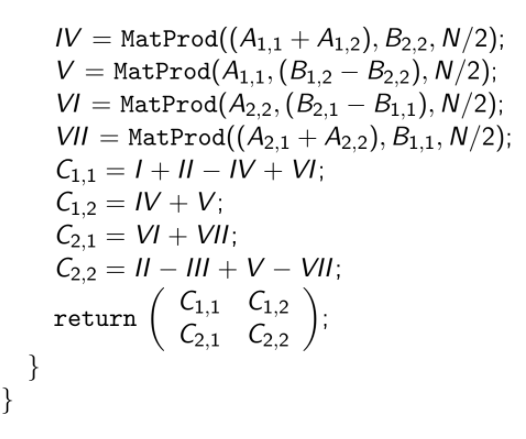 IV = MatProd((A₁,₁ + A₁,₂), B₂,₂, N/2);
V = MatProd(A₁,₁, (B₁,₂ − B₂,₂), N/2);
VI = MatProd(A₂,₂, (B₂,₁ − B₁,₁), N/2);
VII = MatProd((A₂,₁ + A₂,₂), B₁,₁, N/2);
C₁,₁ = I + II − IV + VI;
C₁,₂ = IV + V;
C₂,₁ = VI + VII;
C₂,₂ = II − III + V − VII;
return ( C₁,₁ C₁,₂
C₂,₁ C₂,₂ );
}
}